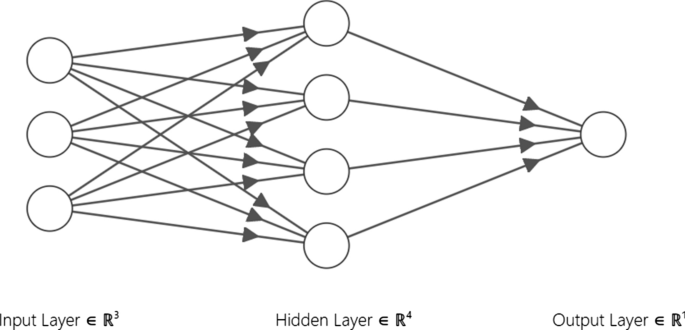 Input Layer ∈ ℝ³ Hidden Layer ∈ ℝ⁴ Output Layer ∈ ℝ¹